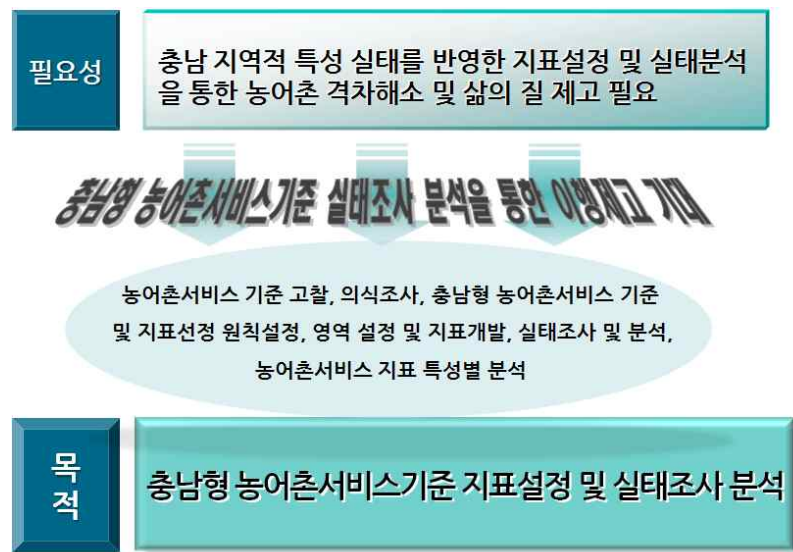 필요성
충남 지역적 특성 실태를 반영한 지표설정 및 실태분석
을 통한 농어촌 격차해소 및 삶의 질 제고 필요
충남형 농어촌서비스기준 실태조사 분석을 통한 이행제고 기대
농어촌서비스 기준 고찰, 의식조사, 충남형 농어촌서비스 기준
및 지표선정 원칙설정, 영역 설정 및 지표개발, 실태조사 및 분석,
농어촌서비스 지표 특성별 분석
목
적
충남형 농어촌서비스기준 지표설정 및 실태조사 분석